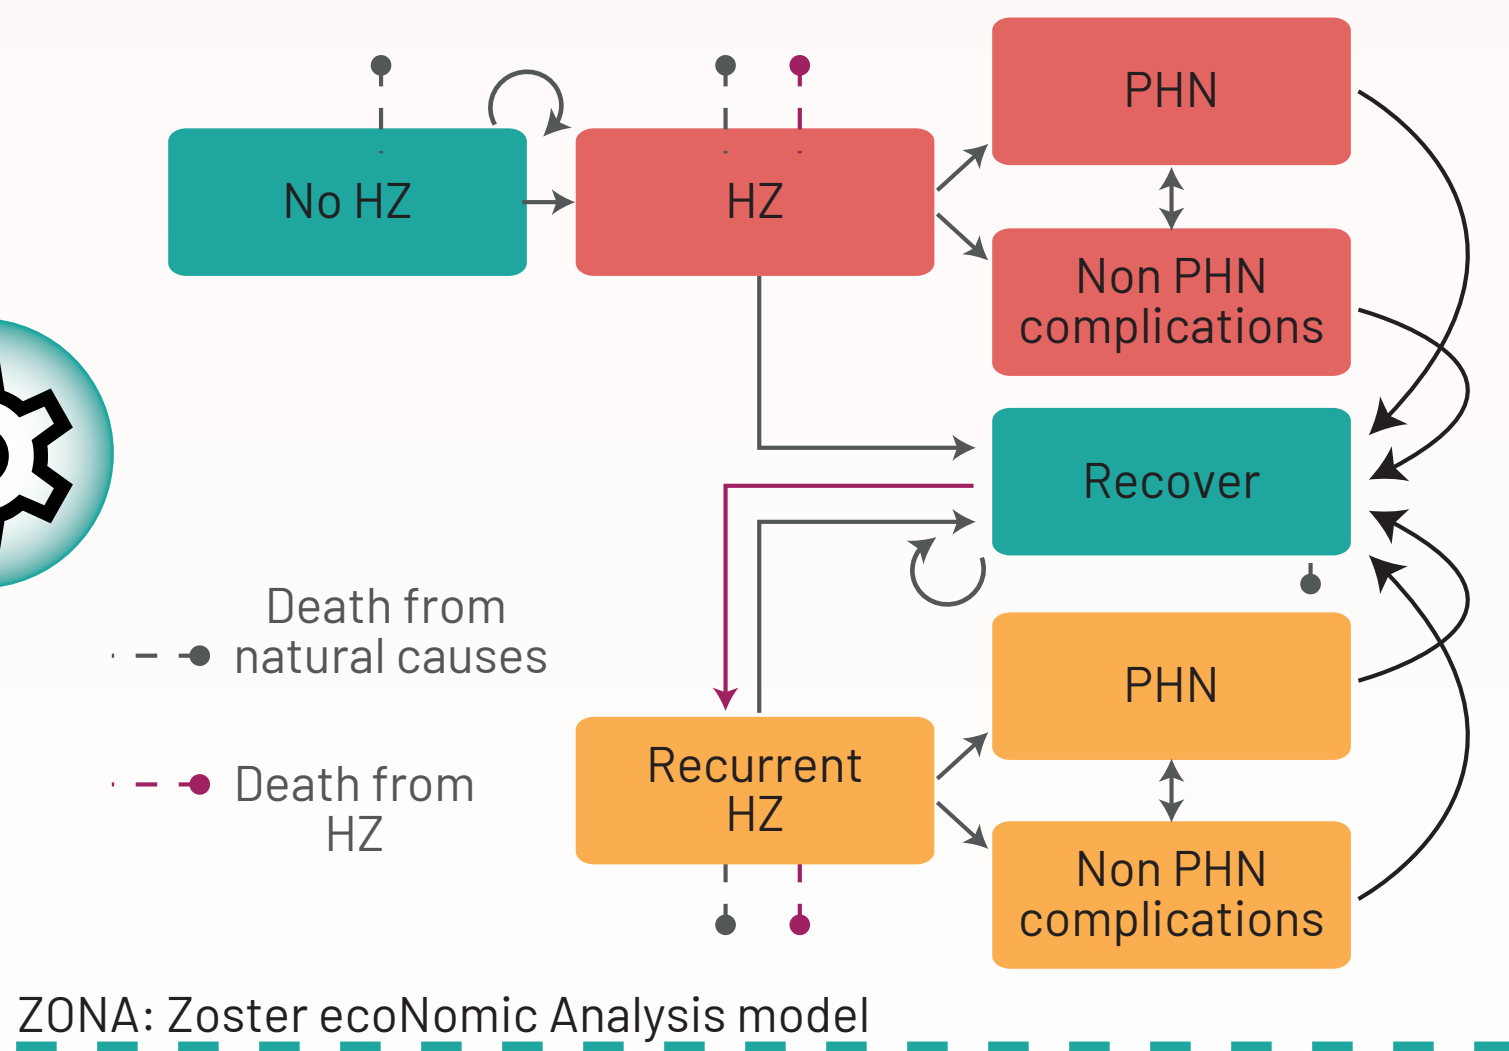 PHN
No HZ
HZ
Non PHN
complications
Recover
Death from
natural causes
PHN
Recurrent
HZ
Death from
HZ
Non PHN
complications
ZONA: Zoster ecoNomic Analysis model